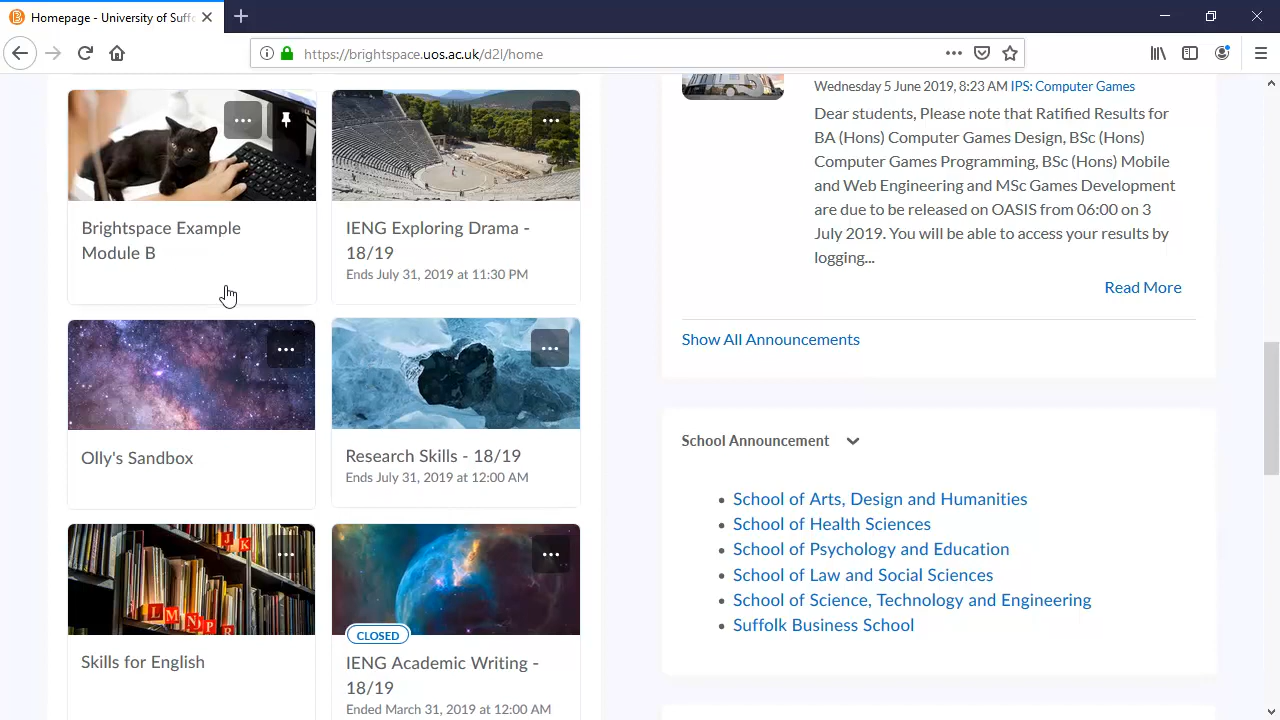 Homepage - University of Suffo
https://brightspace.uos.ac.uk/d2l/home
Brightspace Example
Module B
IENG Exploring Drama -
18/19
Ends July 31, 2019 at 11:30 PM
Olly's Sandbox
Research Skills - 18/19
Ends July 31, 2019 at 12:00 AM
J K
L M N P R
Skills for English
CLOSED
IENG Academic Writing -
18/19
Ended March 31, 2019 at 12:00 AM
Wednesday 5 June 2019, 8:23 AM IPS: Computer Games
Dear students, Please note that Ratified Results for
BA (Hons) Computer Games Design, BSc (Hons)
Computer Games Programming, BSc (Hons) Mobile
and Web Engineering and MSc Games Development
are due to be released on OASIS from 06:00 on 3
July 2019. You will be able to access your results by
logging...
Read More
Show All Announcements
School Announcement
School of Arts, Design and Humanities
School of Health Sciences
School of Psychology and Education
School of Law and Social Sciences
School of Science, Technology and Engineering
Suffolk Business School